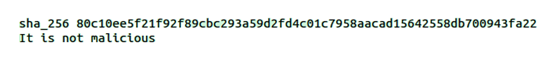 sha_256 80c10ee5f21f92f89cbc293a59d2fd4c01c7958aacad15642558db700943fa22
It is not malicious